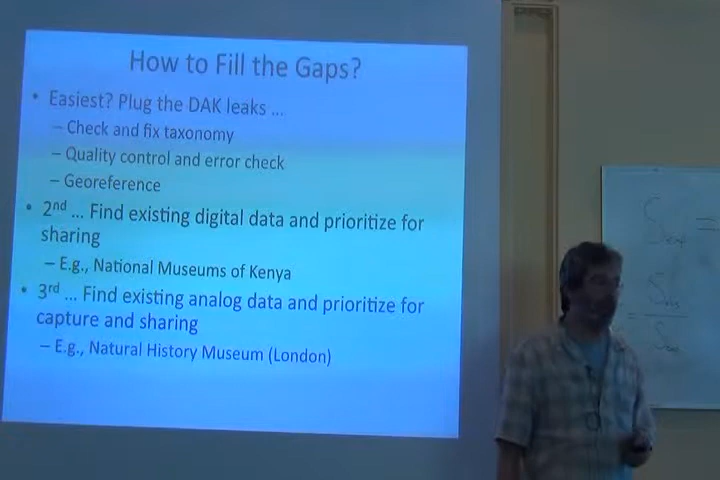 How to Fill the Gaps?
• Easiest? Plug the DAK leaks ...
– Check and fix taxonomy
– Quality control and error check
– Georeference
• 2nd ... Find existing digital data and prioritize for
sharing
– E.g., National Museums of Kenya
• 3rd ... Find existing analog data and prioritize for
capture and sharing
– E.g., Natural History Museum (London)